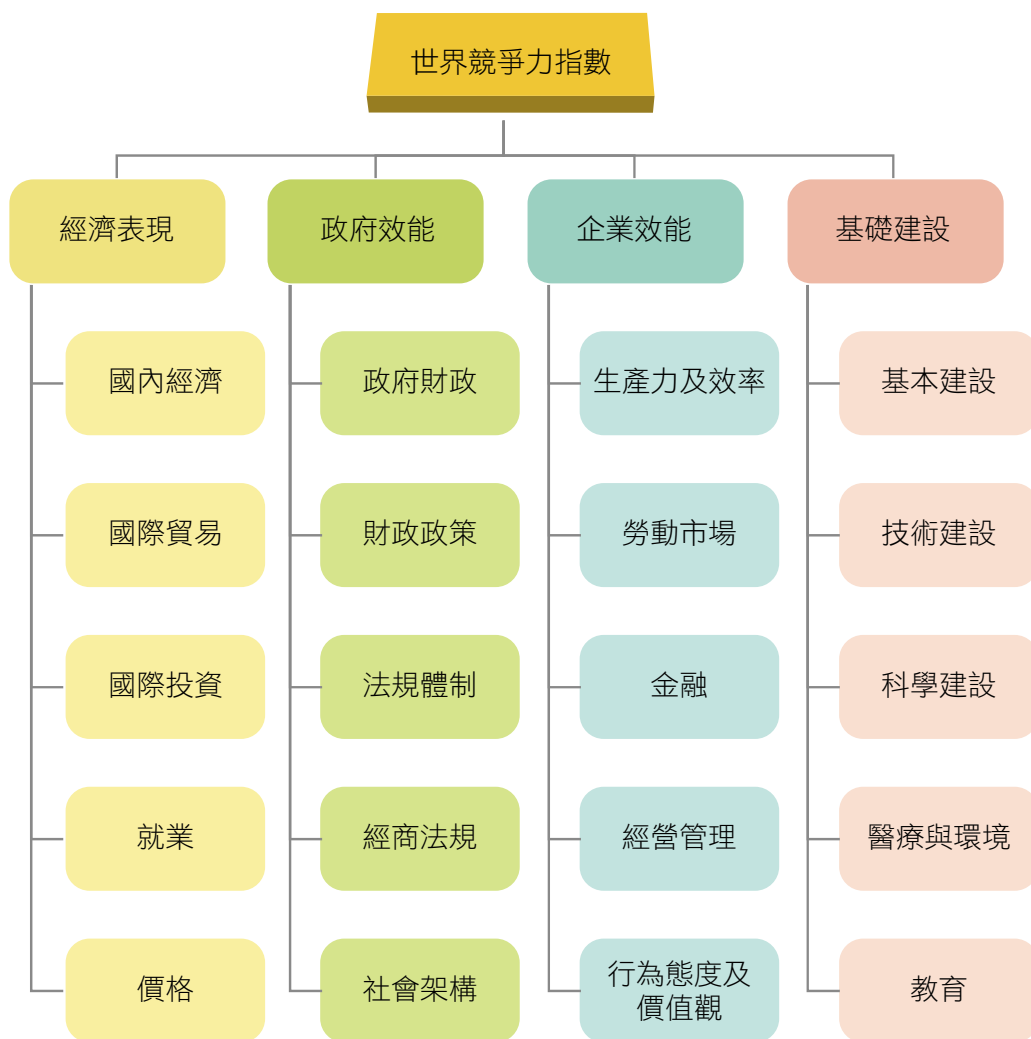 世界競爭力指數
經濟表現
政府效能
企業效能
基礎建設
國內經濟
政府財政
生產力及效率
基本建設
國際貿易
財政政策
勞動市場
技術建設
國際投資
法規體制
金融
科學建設
就業
經商法規
經營管理
醫療與環境
價格
社會架構
行為態度及
價值觀
教育